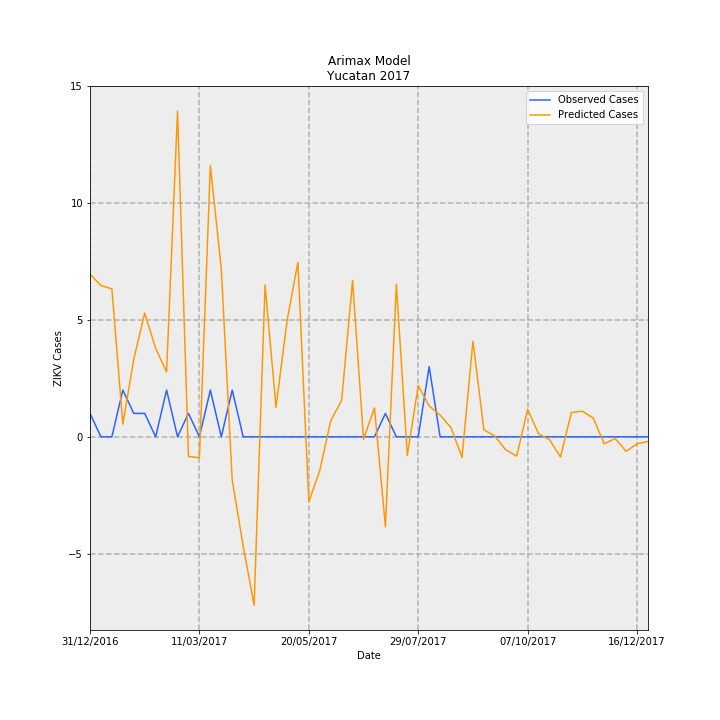 Arimax Model
Yucatan 2017
Observed Cases
Predicted Cases
15
10
5
0
−5
ZIKV Cases
31/12/2016 11/03/2017 20/05/2017 29/07/2017 07/10/2017 16/12/2017
Date